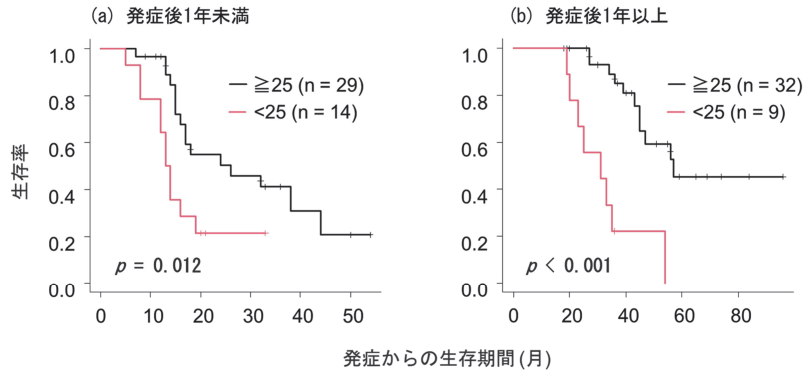 (a) 発症後1年未満
(b) 発症後1年以上
生存率
1.0
0.8
0.6
0.4
0.2
0.0
≧25 (n = 29)
<25 (n = 14)
p = 0.012
0 10 20 30 40 50
1.0
0.8
0.6
0.4
0.2
0.0
≧25 (n = 32)
<25 (n = 9)
p < 0.001
0 20 40 60 80
発症からの生存期間 (月)